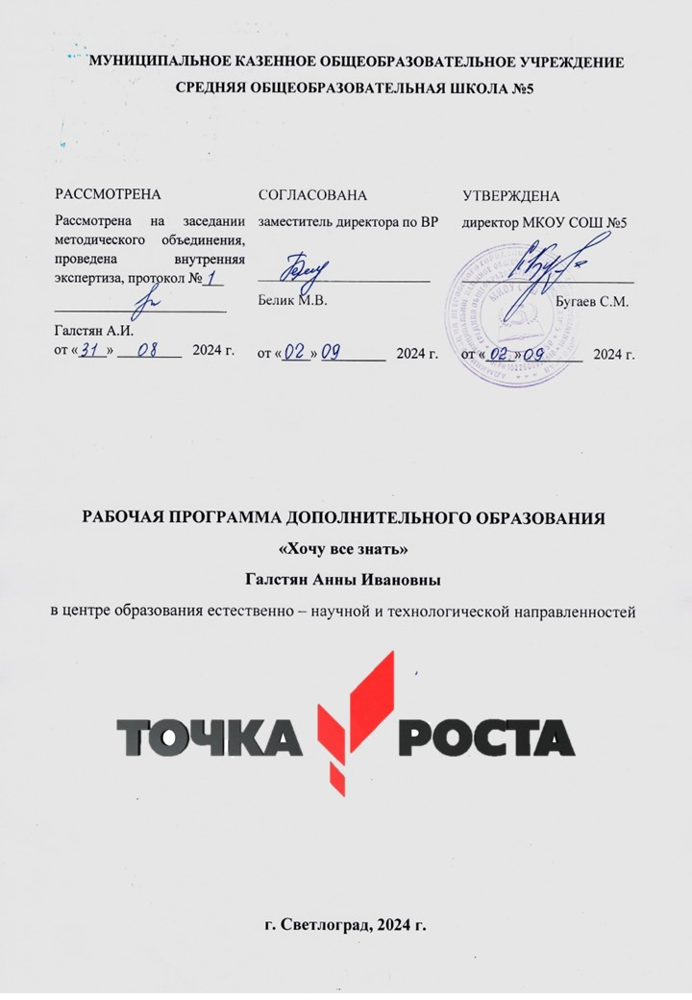 МУНИЦИПАЛЬНОЕ КАЗЕННОЕ ОБЩЕОБРАЗОВАТЕЛЬНОЕ УЧРЕЖДЕНИЕ
СРЕДНЯЯ ОБЩЕОБРАЗОВАТЕЛЬНАЯ ШКОЛА №5
РАССМОТРЕНА
Рассмотрена на заседании
методического объединения,
проведена внутренняя
экспертиза, протокол № 1
Галстян А.И.
от «31» 08 2024 г.
СОГЛАСОВАНА
заместитель директора по ВР
Белик М.В.
от «02» 09 2024 г.
УТВЕРЖДЕНА
директор МКОУ СОШ №5
Бугаев С.М.
от «02» 09 2024 г.
РАБОЧАЯ ПРОГРАММА ДОПОЛНИТЕЛЬНОГО ОБРАЗОВАНИЯ
«Хочу все знать»
Галстян Анны Ивановны
в центре образования естественно – научной и технологической направленностей
ТОЧКА РОСТА
г. Светлоград, 2024 г.